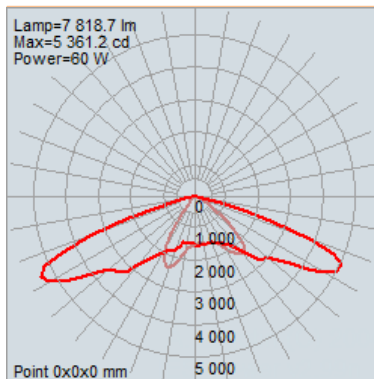 Lamp=7 818.7 lm
Max=5 361.2 cd
Power=60 W
0
1 000
2 000
3 000
4 000
5 000
Point 0x0x0 mm